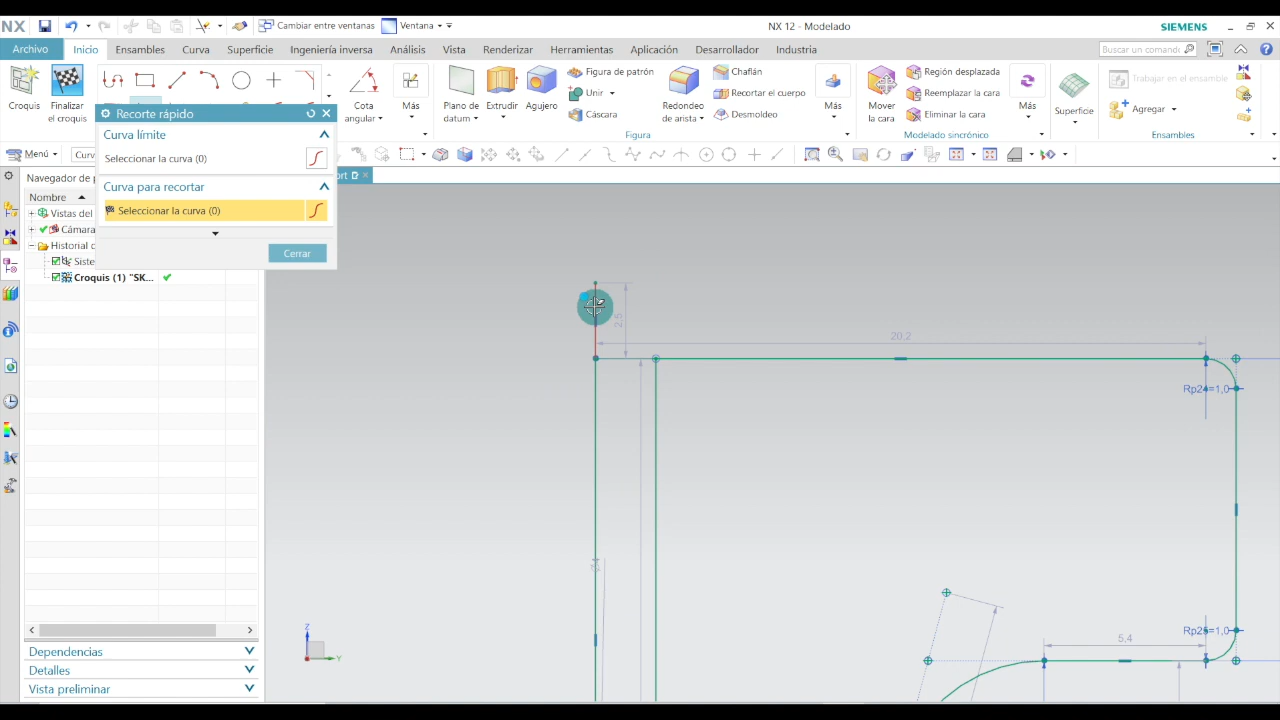 NX Cambiar entre ventanas Ventana NX 12 - Modelado SIEMENS
Archivo Inicio Ensambles Curva Superficie Ingeniería inversa Análisis Vista Renderizar Herramientas Aplicación Desarrollador Industria Buscar un comando
Croquis
Finalizar el croquis
Cota angular
Más
Plano de datum
Extrudir
Agujero
Figura de patrón
Unir
Cáscara
Redondeo de arista
Chaflán
Recortar el cuerpo
Desmoldeo
Más
Figura
Mover la cara
Región desplazada
Reemplazar la cara
Eliminar la cara
Más
Modelado sincrónico
Superficie
Trabajar en el ensamble
Agregar
Ensambles
Recorte rápido
Curva límite
Seleccionar la curva (0)
Curva para recortar
Seleccionar la curva (0)
Cerrar
Menú
Navegador de
Nombre
Vistas del
Historial
Croquis (1) "SK...
Dependencias
Detalles
Vista preliminar
2,5
20,2
Rp24=1,0
Rp25=1,0
5,4
Z
Y